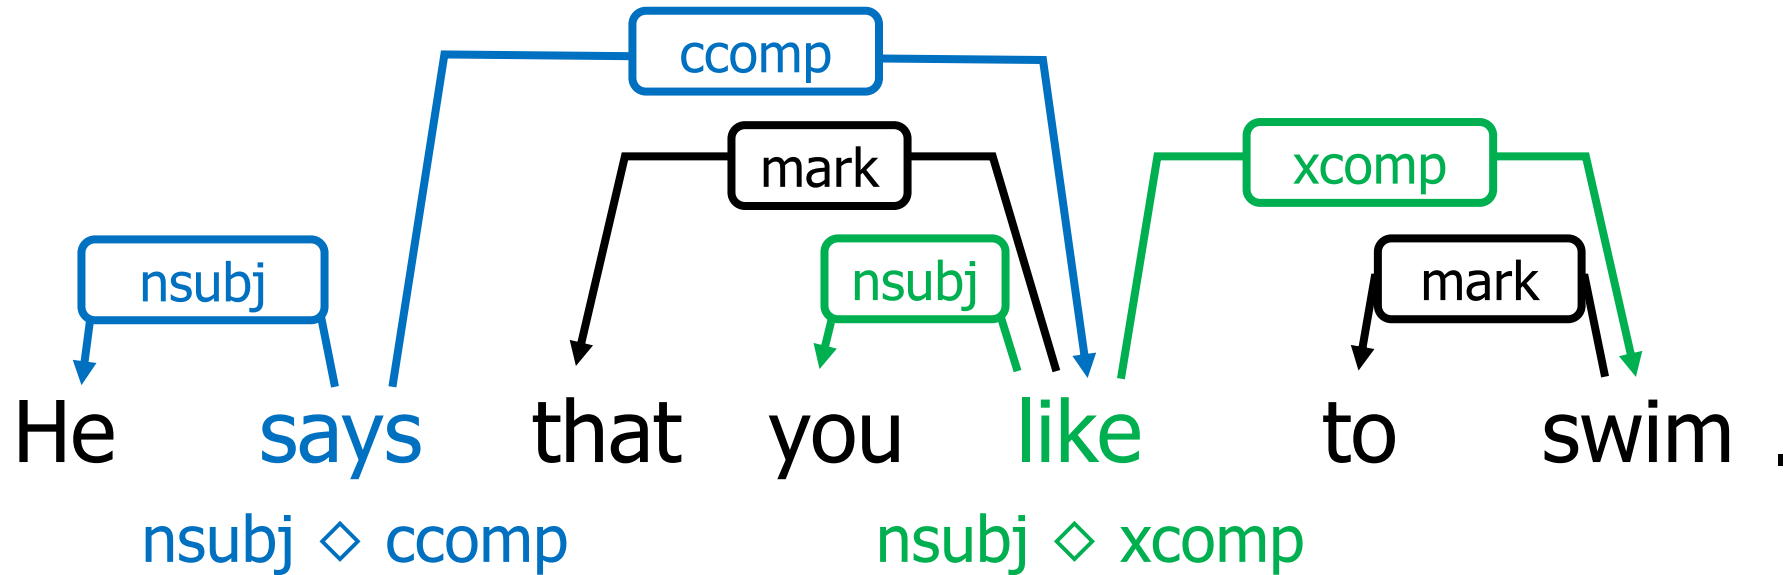 ccomp
mark
xcomp
nsubj
nsubj
mark
He says that you like to swim .
nsubj ◇ ccomp
nsubj ◇ xcomp